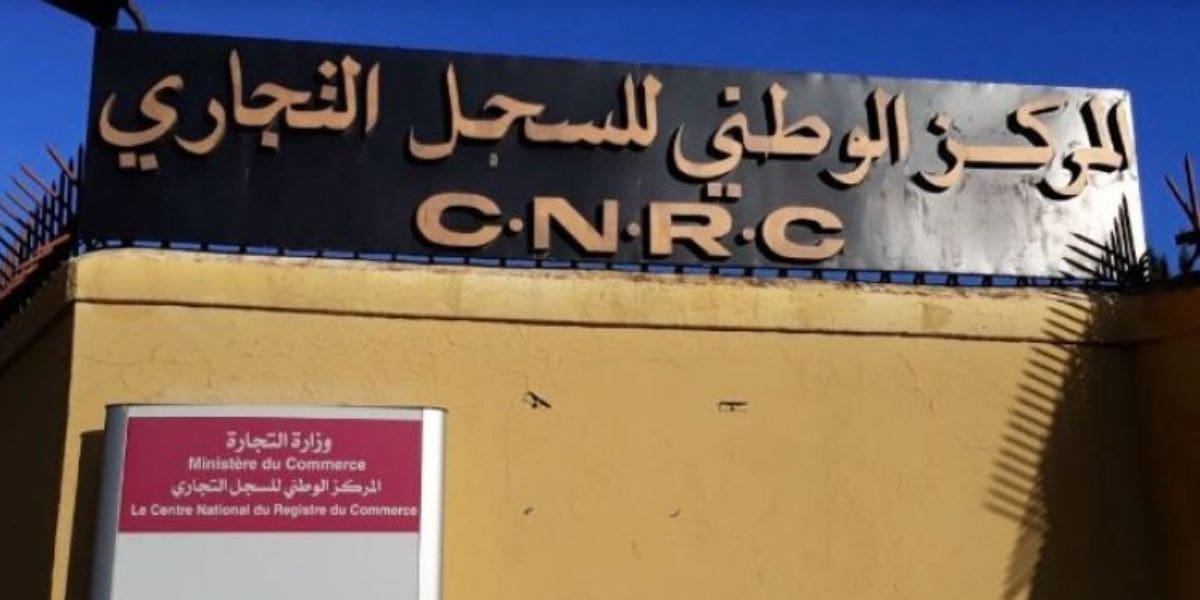 المركز الوطني للسجل التجاري
C.N.R.C
وزارة التجارة
Ministère du Commerce
المركز الوطني للسجل التجاري
Le Centre National du Registre du Commerce